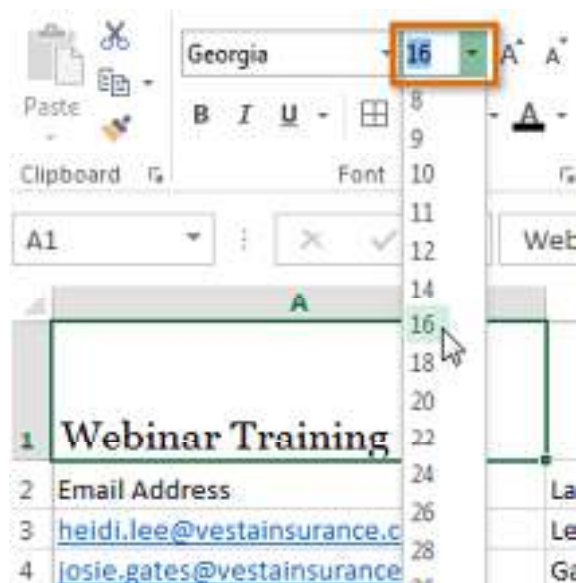 Georgia 16 A A
Paste B I U A
Clipboard Font
8
9
10
11
12
14
16
18
20
22
24
26
28
A1 Web
A
1 Webinar Training
2 Email Address La
3 heidi.lee@vestainsurance.c Le
4 josie.gates@vestainsurance Ge